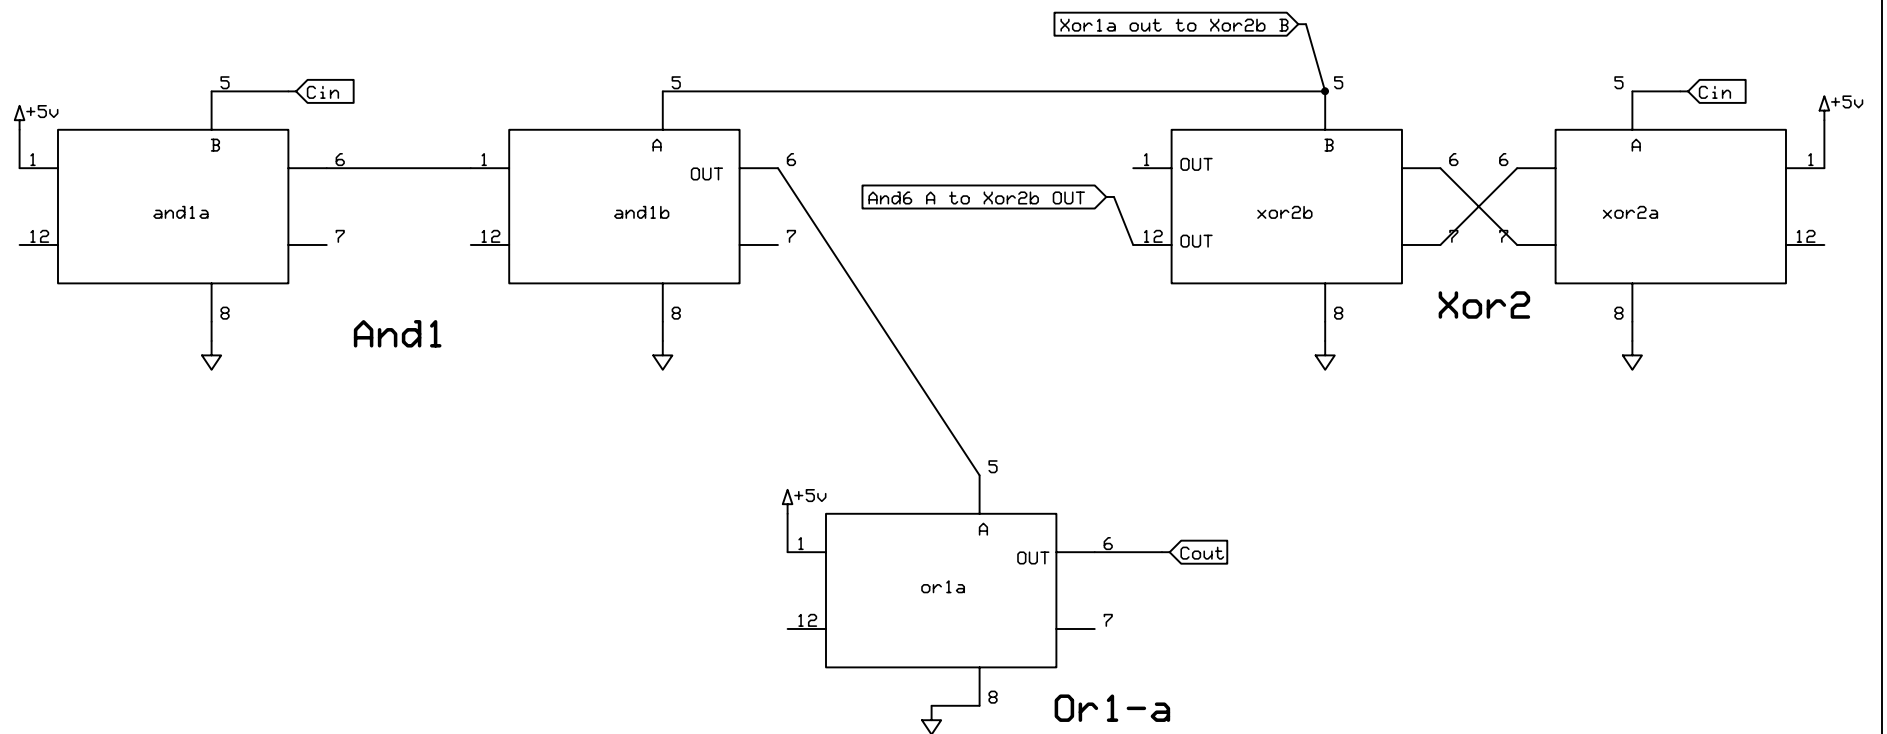 Xor1a out to Xor2b B
5 Cin 5 5 5 Cin
+5v +5v
B A B A
1 6 1 OUT 6 1 OUT 6 6 1
And6 A to Xor2b OUT
and1a and1b xor2b xor2a
12 7 12 7 12 OUT 7 7 12
8 8 8 8
And1 Xor2
5
+5v
A
1 OUT 6 Cout
or1a
12 7
8
Or1-a